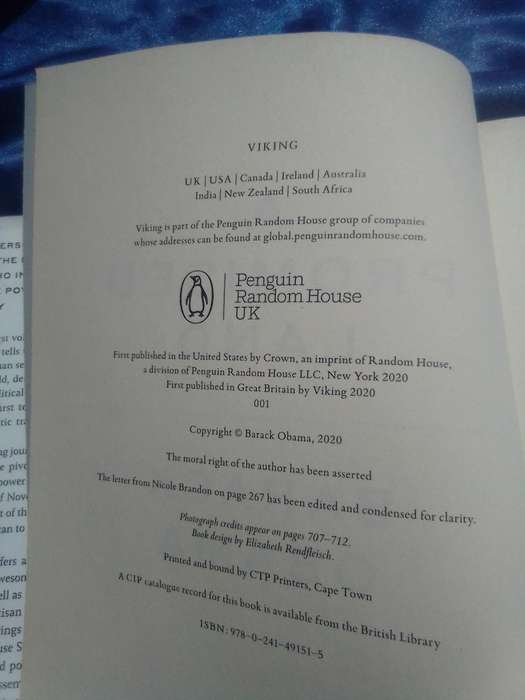 VIKING
UK | USA | Canada | Ireland | Australia
India | New Zealand | South Africa
Viking is part of the Penguin Random House group of companies
whose addresses can be found at global.penguinrandomhouse.com.
Penguin
Random House
UK
First published in the United States by Crown, an imprint of Random House,
a division of Penguin Random House LLC, New York 2020
First published in Great Britain by Viking 2020
001
Copyright © Barack Obama, 2020
The moral right of the author has been asserted
The letter from Nicole Brandon on page 267 has been edited and condensed for clarity.
Photograph credits appear on pages 707–712.
Book design by Elizabeth Rendfleisch.
Printed and bound by CTP Printers, Cape Town
A CIP catalogue record for this book is available from the British Library
ISBN: 978-0-241-49151-5